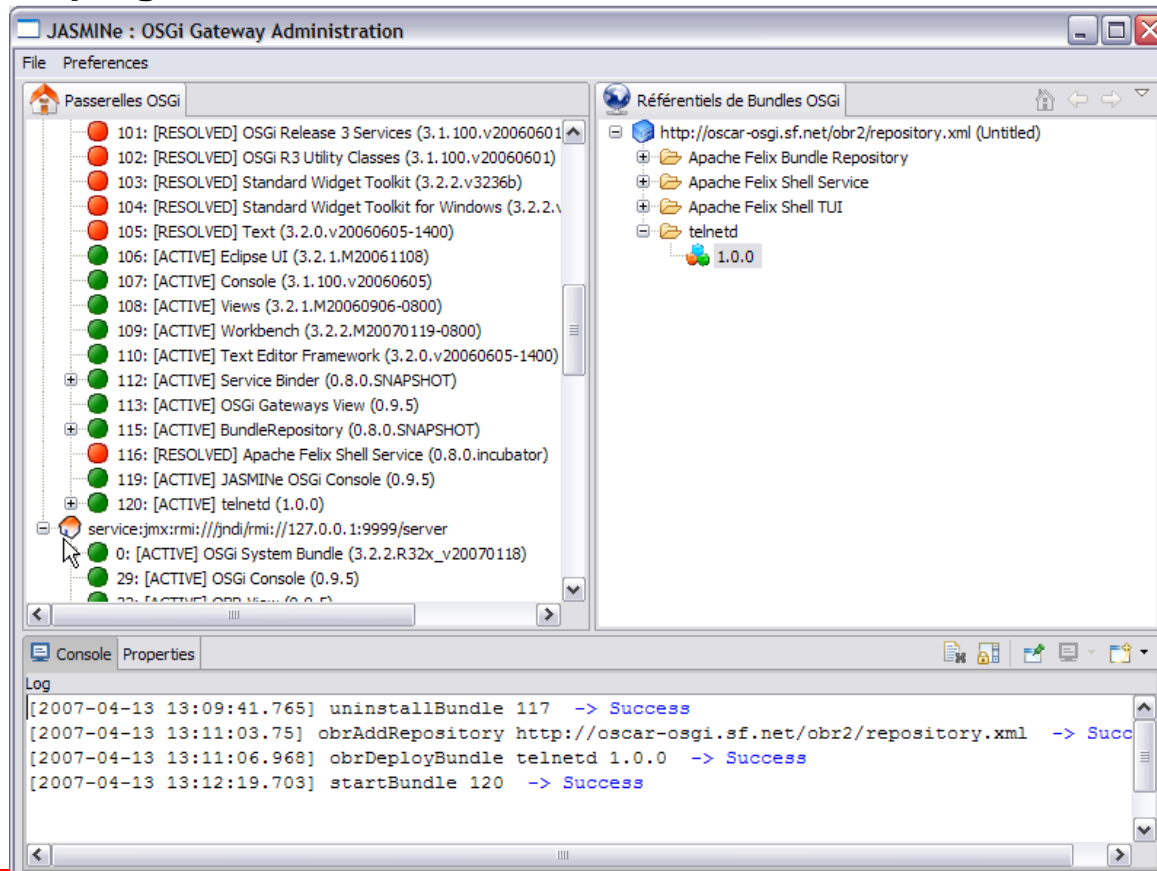 JASMINe : OSGi Gateway Administration
File Preferences
Passerelles OSGi
101: [RESOLVED] OSGi Release 3 Services (3.1.100.v20060601
102: [RESOLVED] OSGi R3 Utility Classes (3.1.100.v20060601)
103: [RESOLVED] Standard Widget Toolkit (3.2.2.v3236b)
104: [RESOLVED] Standard Widget Toolkit for Windows (3.2.2.v
105: [RESOLVED] Text (3.2.0.v20060605-1400)
106: [ACTIVE] Eclipse UI (3.2.1.M20061108)
107: [ACTIVE] Console (3.1.100.v20060605)
108: [ACTIVE] Views (3.2.1.M20060906-0800)
109: [ACTIVE] Workbench (3.2.2.M20070119-0800)
110: [ACTIVE] Text Editor Framework (3.2.0.v20060605-1400)
112: [ACTIVE] Service Binder (0.8.0.SNAPSHOT)
113: [ACTIVE] OSGi Gateways View (0.9.5)
115: [ACTIVE] BundleRepository (0.8.0.SNAPSHOT)
116: [RESOLVED] Apache Felix Shell Service (0.8.0.incubator)
119: [ACTIVE] JASMINe OSGi Console (0.9.5)
120: [ACTIVE] telnetd (1.0.0)
service:jmx:rmi:///jndi/rmi://127.0.0.1:9999/server
0: [ACTIVE] OSGi System Bundle (3.2.2.R32x_v20070118)
29: [ACTIVE] OSGi Console (0.9.5)
Référentiels de Bundles OSGi
http://oscar-osgi.sf.net/obr2/repository.xml (Untitled)
Apache Felix Bundle Repository
Apache Felix Shell Service
Apache Felix Shell TUI
telnetd
1.0.0
Console Properties
Log
[2007-04-13 13:09:41.765] uninstallBundle 117 -> Success
[2007-04-13 13:11:03.75] obrAddRepository http://oscar-osgi.sf.net/obr2/repository.xml -> Succ
[2007-04-13 13:11:06.968] obrDeployBundle telnetd 1.0.0 -> Success
[2007-04-13 13:12:19.703] startBundle 120 -> Success